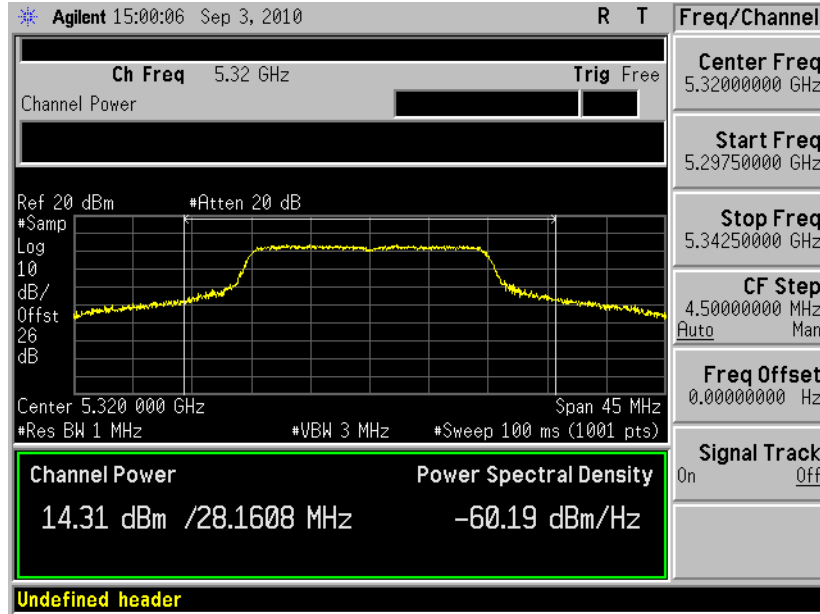 Agilent 15:00:06 Sep 3, 2010 R T Freq/Channel
Ch Freq 5.32 GHz Trig Free
Channel Power
Center Freq
5.32000000 GHz
Start Freq
5.29750000 GHz
Stop Freq
5.34250000 GHz
CF Step
4.50000000 MHz
Auto Man
Freq Offset
0.00000000 Hz
Signal Track
On Off
Ref 20 dBm #Atten 20 dB
#Samp
Log
10
dB/
Offst
26
dB
Center 5.320 000 GHz Span 45 MHz
#Res BW 1 MHz #VBW 3 MHz #Sweep 100 ms (1001 pts)
Channel Power Power Spectral Density
14.31 dBm /28.1608 MHz -60.19 dBm/Hz
Undefined header